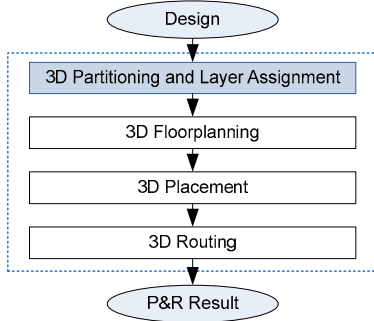 Design
3D Partitioning and Layer Assignment
3D Floorplanning
3D Placement
3D Routing
P&R Result